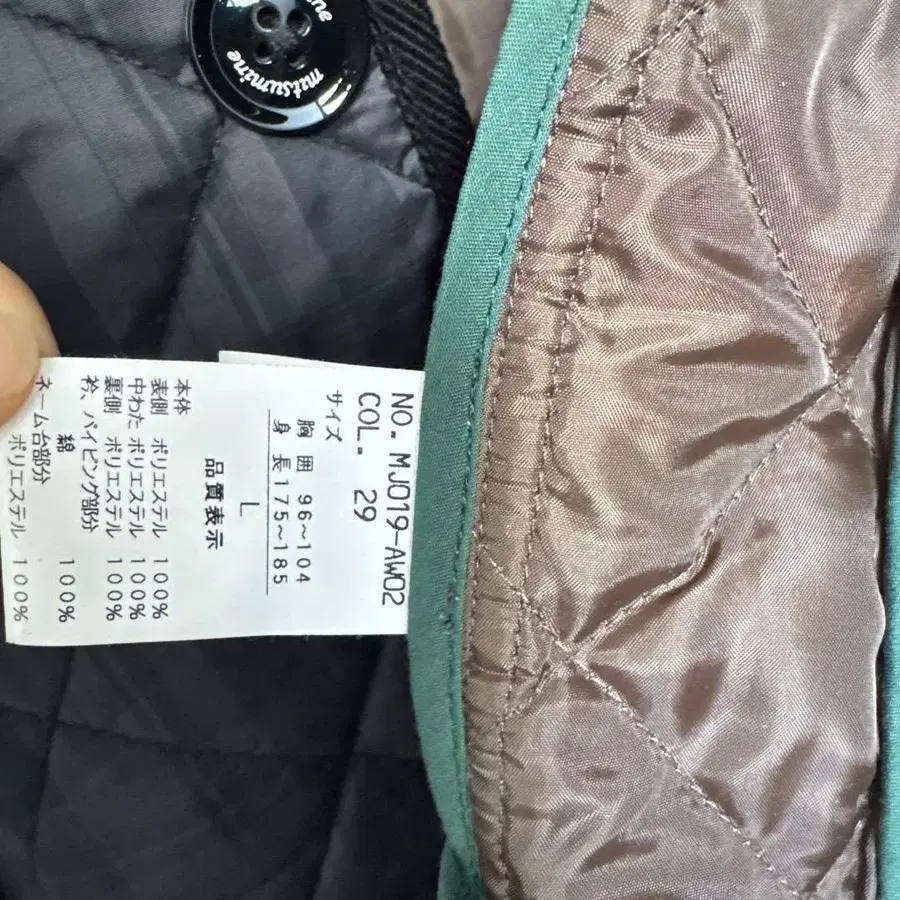 matsumine
NO. MJ019-AW02
COL. 29
サイズ
胸囲 96~104
身長 175~185
L
品質表示
本体
表側 ポリエステル 100%
中わた ポリエステル 100%
裏側 ポリエステル 100%
衿、パイピング部分
綿 100%
ネーム台部分
ポリエステル 100%